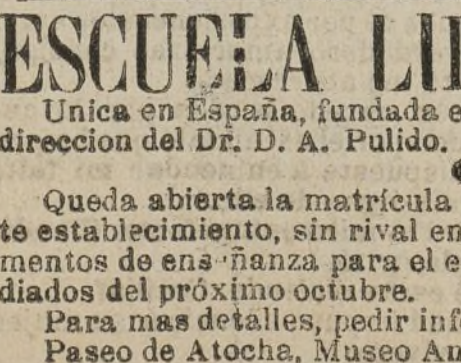 ESCUELA LI
Unica en España, fundada e
direccion del Dr. D. A. Pulido.
Queda abierta la matrícula
te establecimiento, sin rival en
mentos de ens-ñanza para el e
diados del próximo octubre.
Para mas detalles, pedir inf
Paseo de Atocha, Museo An